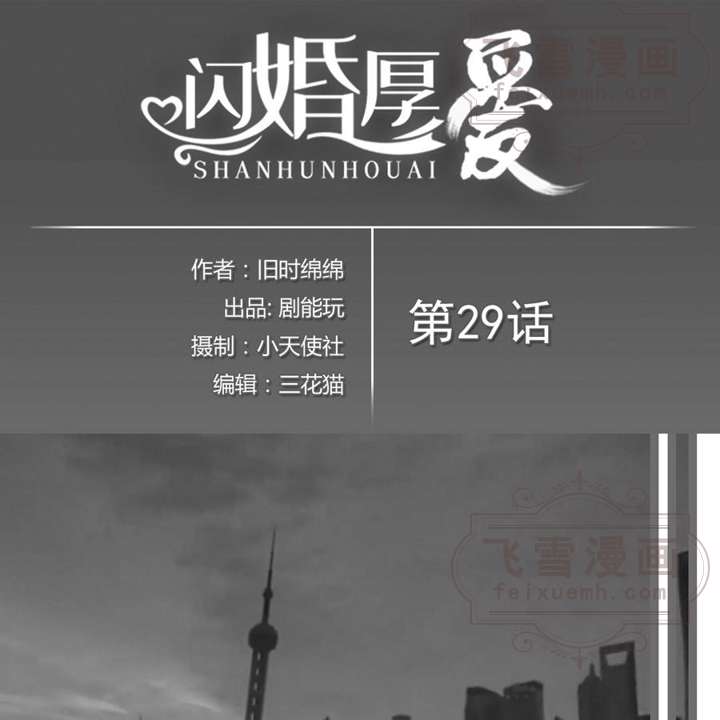 飞雪漫画
feixuemh.com
闪婚厚爱
SHANHUNHOUAI
作者：旧时绵绵
出品: 剧能玩
摄制：小天使社
编辑：三花猫
第29话
飞雪漫画
feixuemh.com